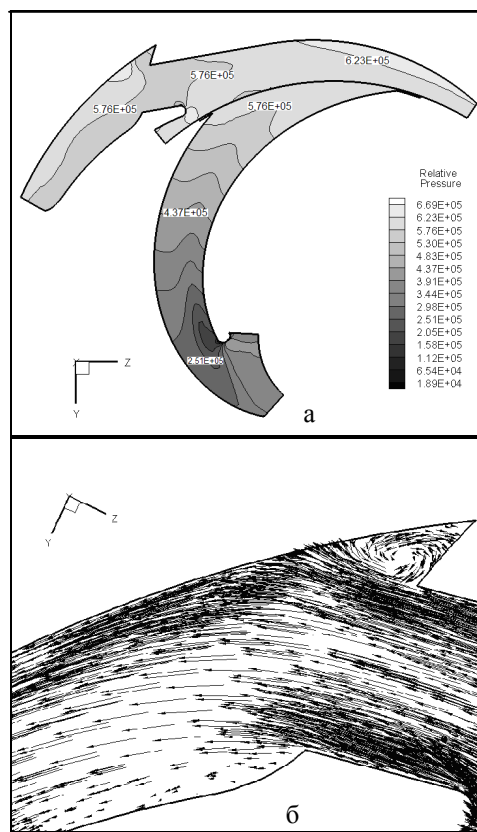 6.23E+05
5.76E+05
5.76E+05
5.76E+05
4.37E+05
2.51E+05
Relative
Pressure
6.69E+05
6.23E+05
5.76E+05
5.30E+05
4.83E+05
4.37E+05
3.91E+05
3.44E+05
2.98E+05
2.51E+05
2.05E+05
1.58E+05
1.12E+05
6.54E+04
1.89E+04
Z
Y
а
Z
Y
б